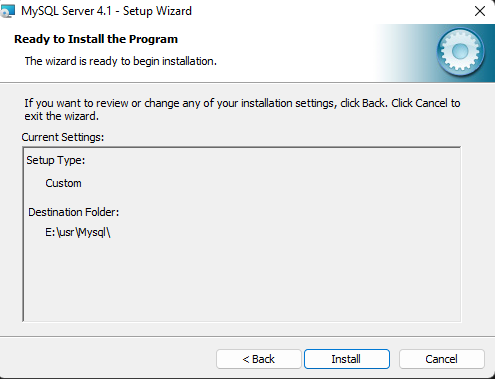 MySQL Server 4.1 - Setup Wizard
Ready to Install the Program
The wizard is ready to begin installation.
If you want to review or change any of your installation settings, click Back. Click Cancel to
exit the wizard.
Current Settings:
Setup Type:
Custom
Destination Folder:
E:\usr\Mysql\
< Back
Install
Cancel